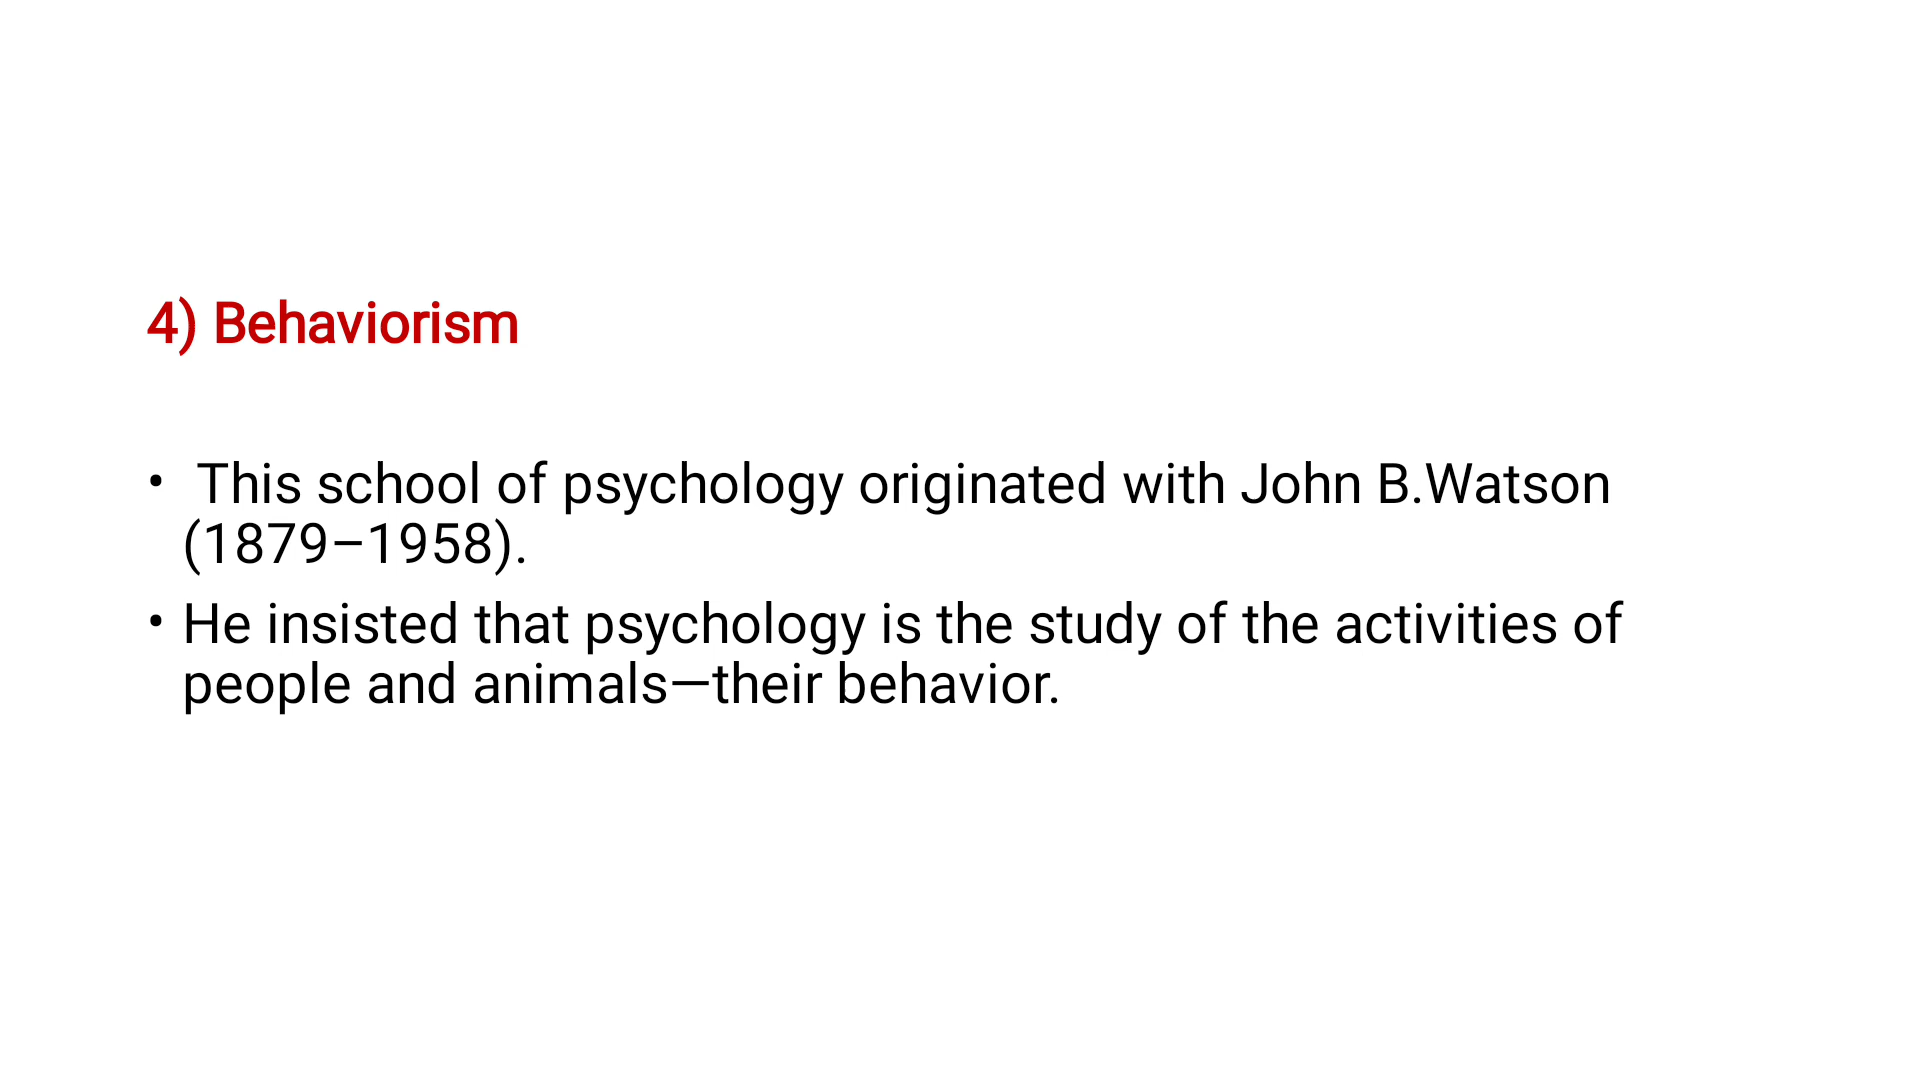 4) Behaviorism
• This school of psychology originated with John B.Watson
(1879–1958).
• He insisted that psychology is the study of the activities of
people and animals—their behavior.